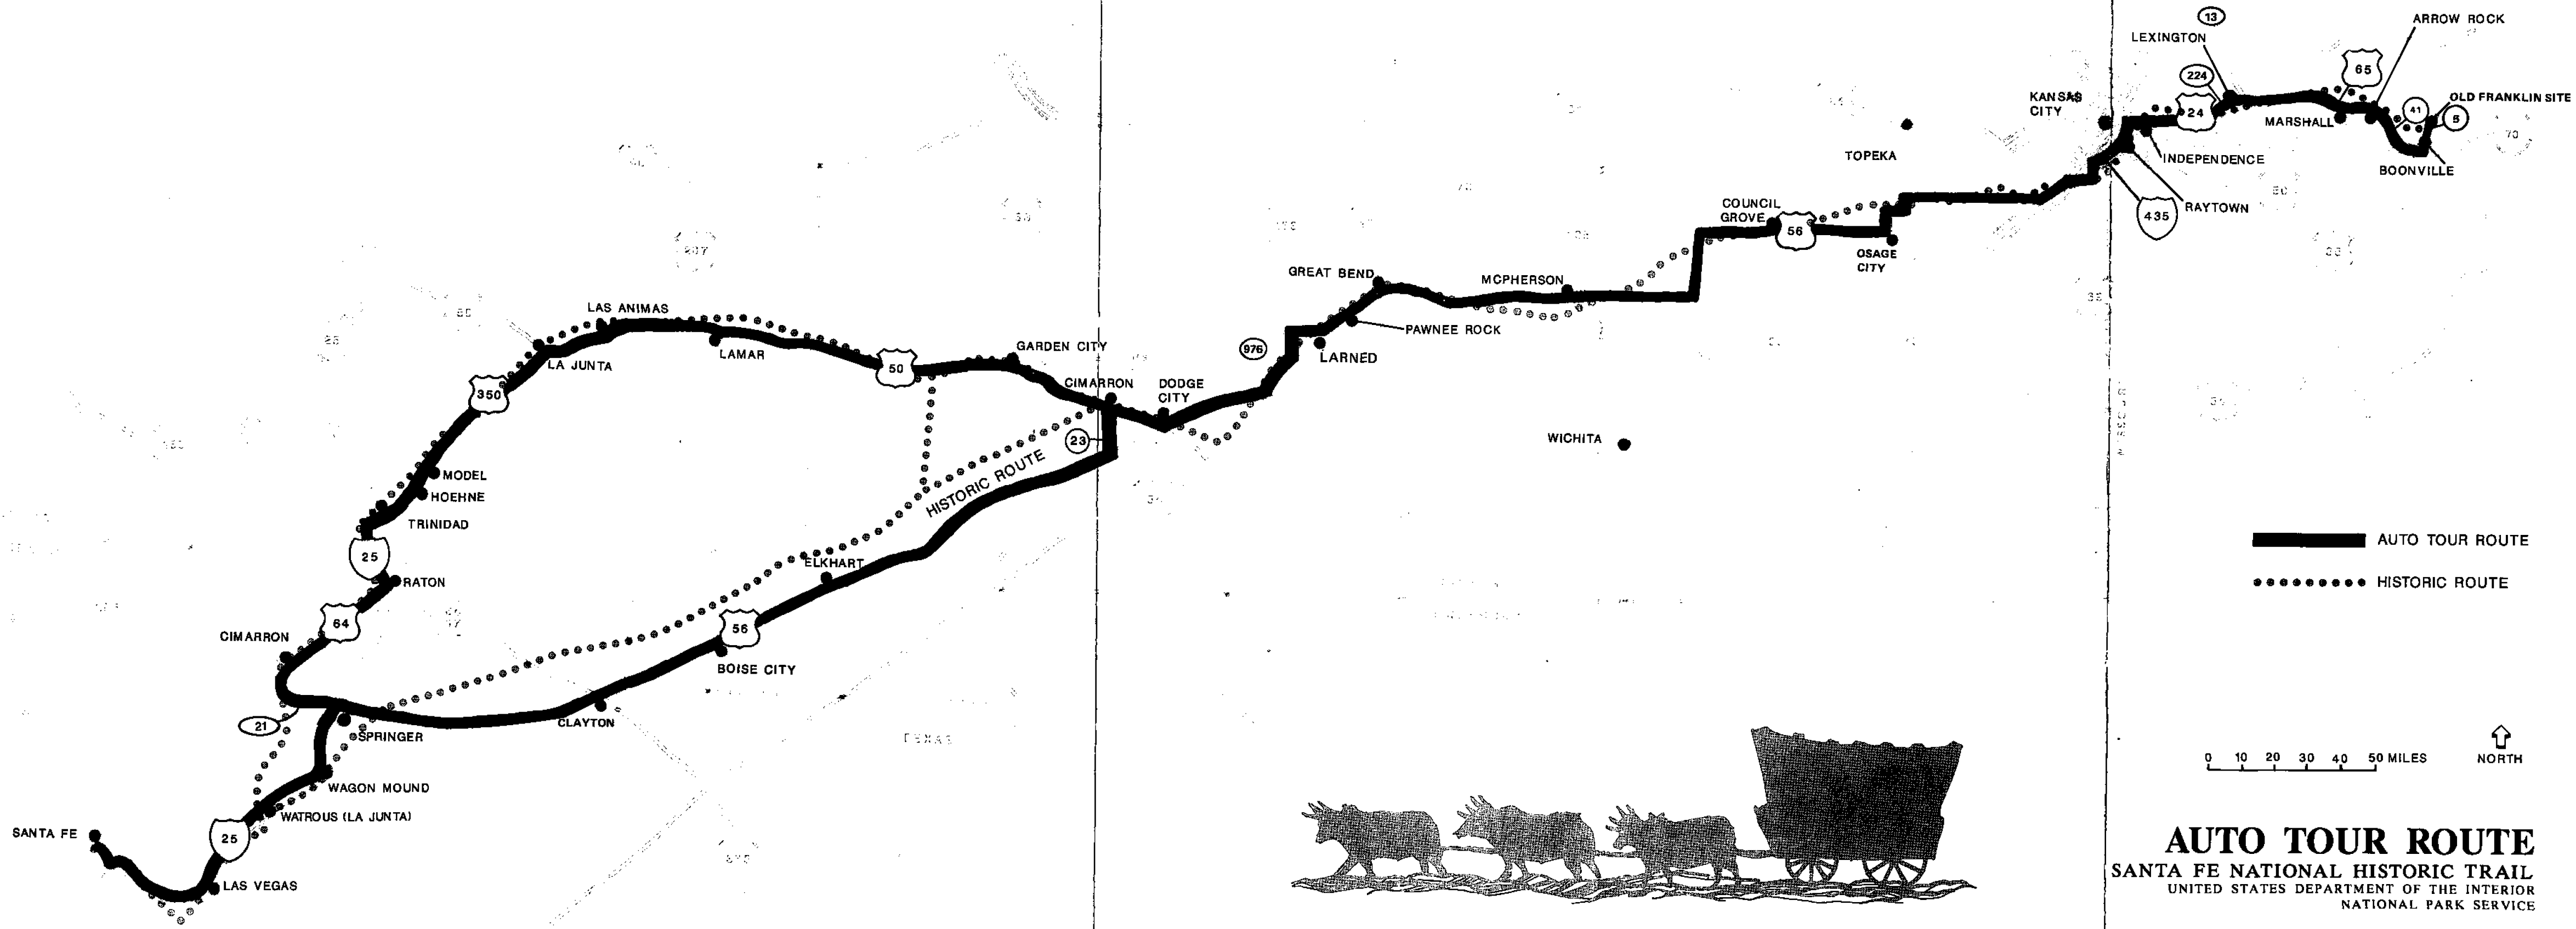 13
ARROW ROCK
LEXINGTON
65
224
KANSAS
CITY
24
OLD FRANKLIN SITE
41
5
MARSHALL
70
TOPEKA
INDEPENDENCE
BOONVILLE
COUNCIL
GROVE
56
RAYTOWN
435
OSAGE
CITY
GREAT BEND
MCPHERSON
LAS ANIMAS
PAWNEE ROCK
LAMAR
GARDEN CITY
976
LARNED
LA JUNTA
50
350
CIMARRON
DODGE
CITY
23
WICHITA
HISTORIC ROUTE
MODEL
HOEHNE
TRINIDAD
25
RATON
ELKHART
64
CIMARRON
56
BOISE CITY
21
SPRINGER
CLAYTON
TEXAS
WAGON MOUND
WATROUS (LA JUNTA)
SANTA FE
25
LAS VEGAS
AUTO TOUR ROUTE
HISTORIC ROUTE
0 10 20 30 40 50 MILES
NORTH
AUTO TOUR ROUTE
SANTA FE NATIONAL HISTORIC TRAIL
UNITED STATES DEPARTMENT OF THE INTERIOR
NATIONAL PARK SERVICE